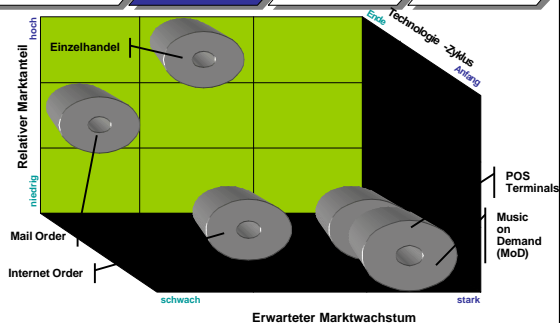 hoch
Einzelhandel
Ende
Technologie -Zyklus
Anfang
Relativer Marktanteil
niedrig
POS
Terminals
Music
on
Demand
(MoD)
Mail Order
Internet Order
schwach
stark
Erwarteter Marktwachstum